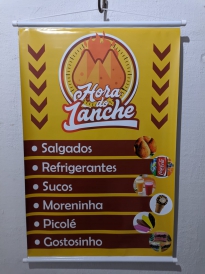 Hora
do
Lanche
• Salgados
• Refrigerantes
• Sucos
• Moreninha
• Picolé
• Gostosinho